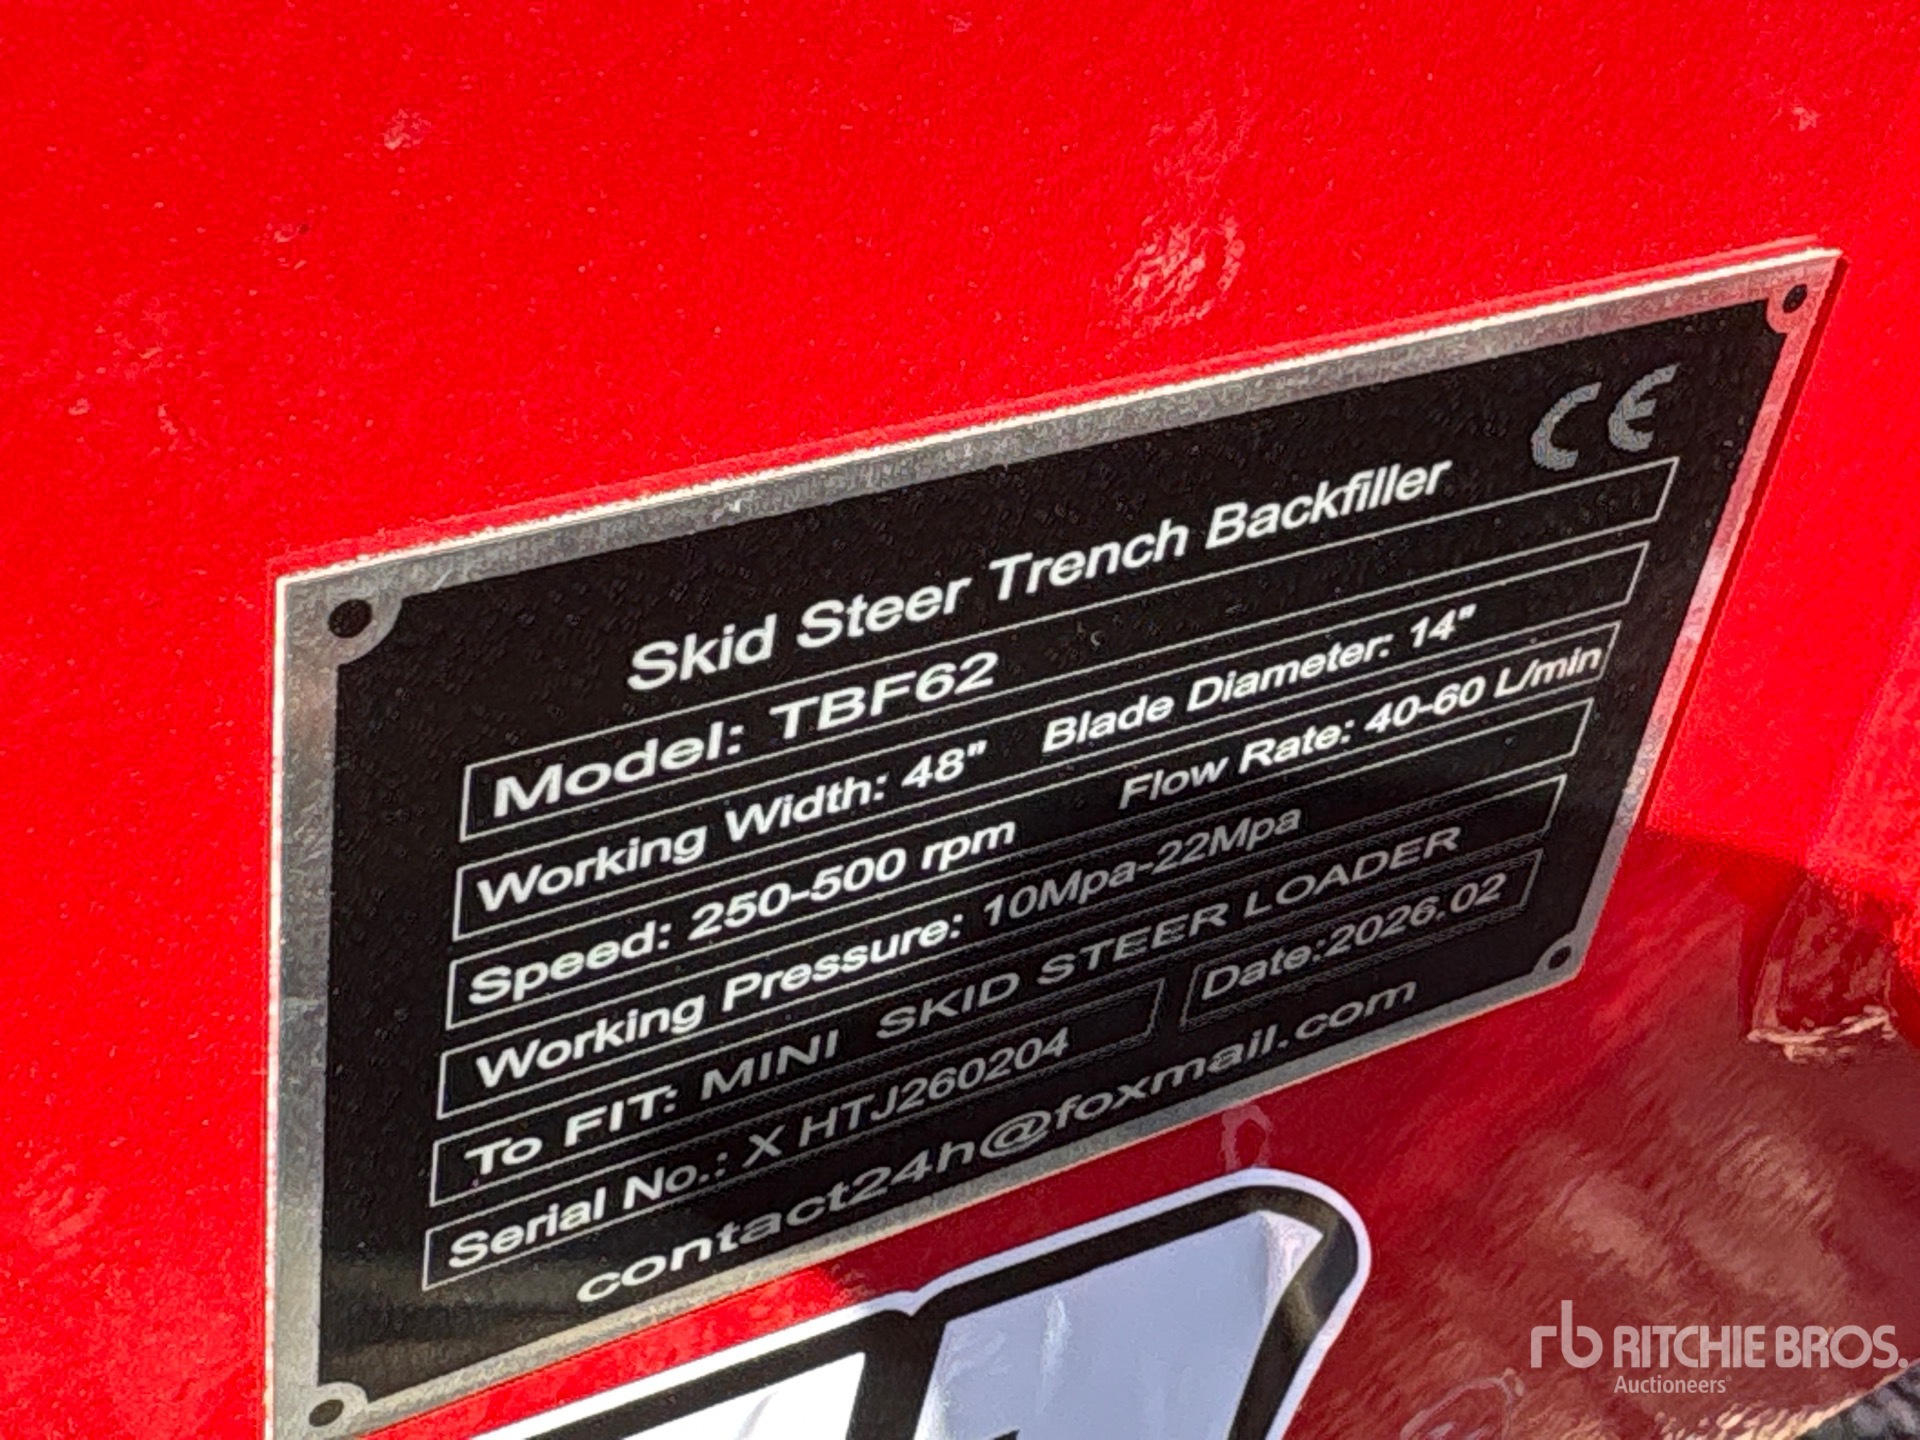 CE
Skid Steer Trench Backfiller
Model: TBF62
Working Width: 48" Blade Diameter: 14"
Speed: 250-500 rpm Flow Rate: 40-60 L/min
Working Pressure: 10Mpa-22Mpa
To FIT: MINI SKID STEER LOADER
Serial No.: X HTJ260204 Date:2026.02
contact24h@foxmail.com
rb RITCHIE BROS.
Auctioneers